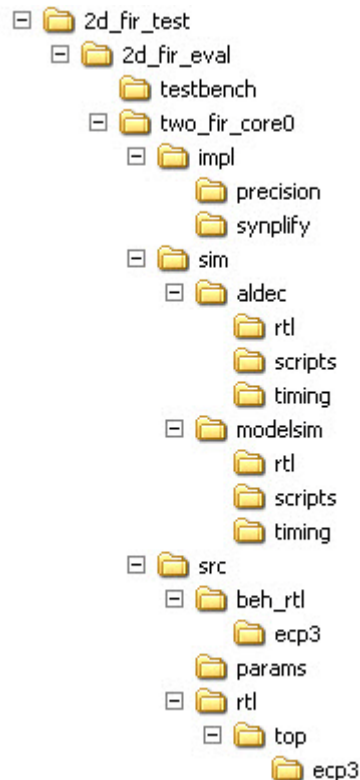 2d_fir_test
2d_fir_eval
testbench
two_fir_core0
impl
precision
synplify
sim
aldec
rtl
scripts
timing
modelsim
rtl
scripts
timing
src
beh_rtl
ecp3
params
rtl
top
ecp3